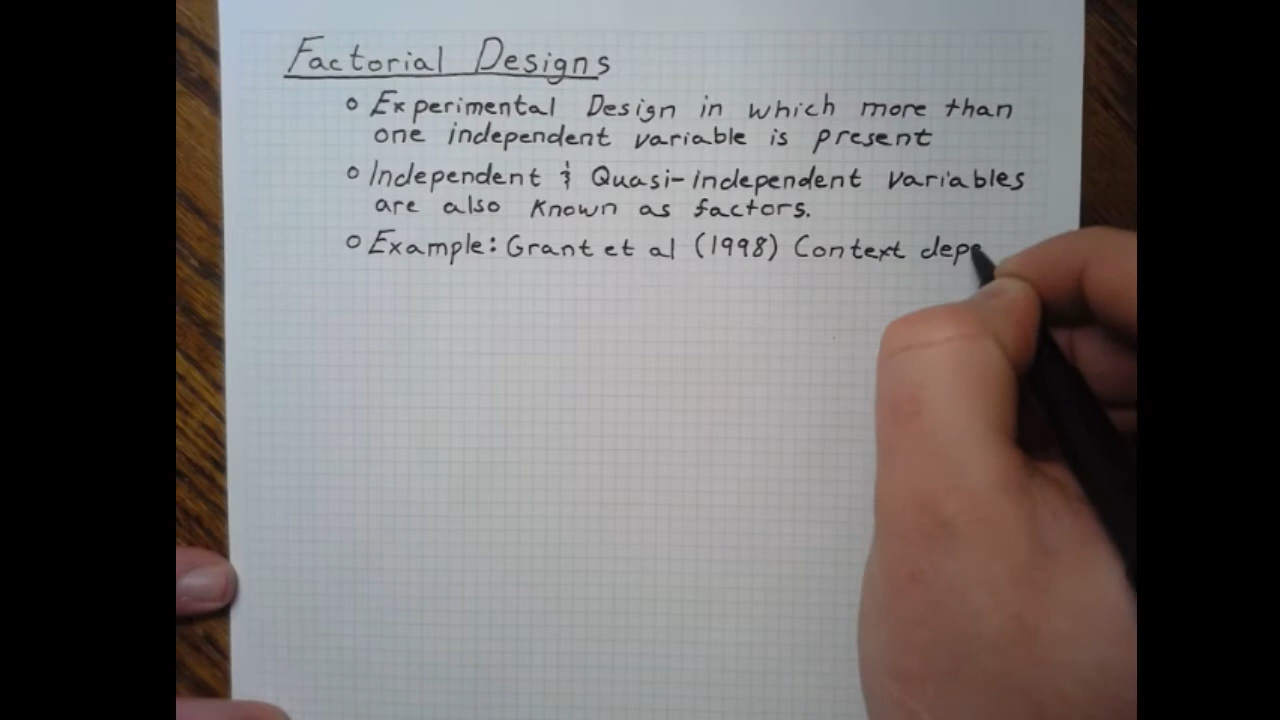 Factorial Designs
Experimental Design in which more than
one independent variable is present
Independent & Quasi-independent variables
are also known as factors.
Example: Grant et al (1998) Context depe